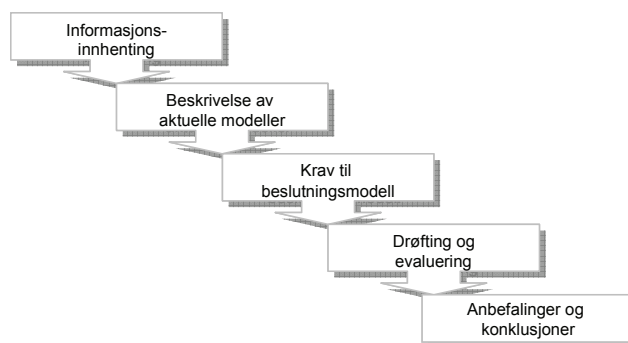 Informasjons-
innhenting
Beskrivelse av
aktuelle modeller
Krav til
beslutningsmodell
Drøfting og
evaluering
Anbefalinger og
konklusjoner